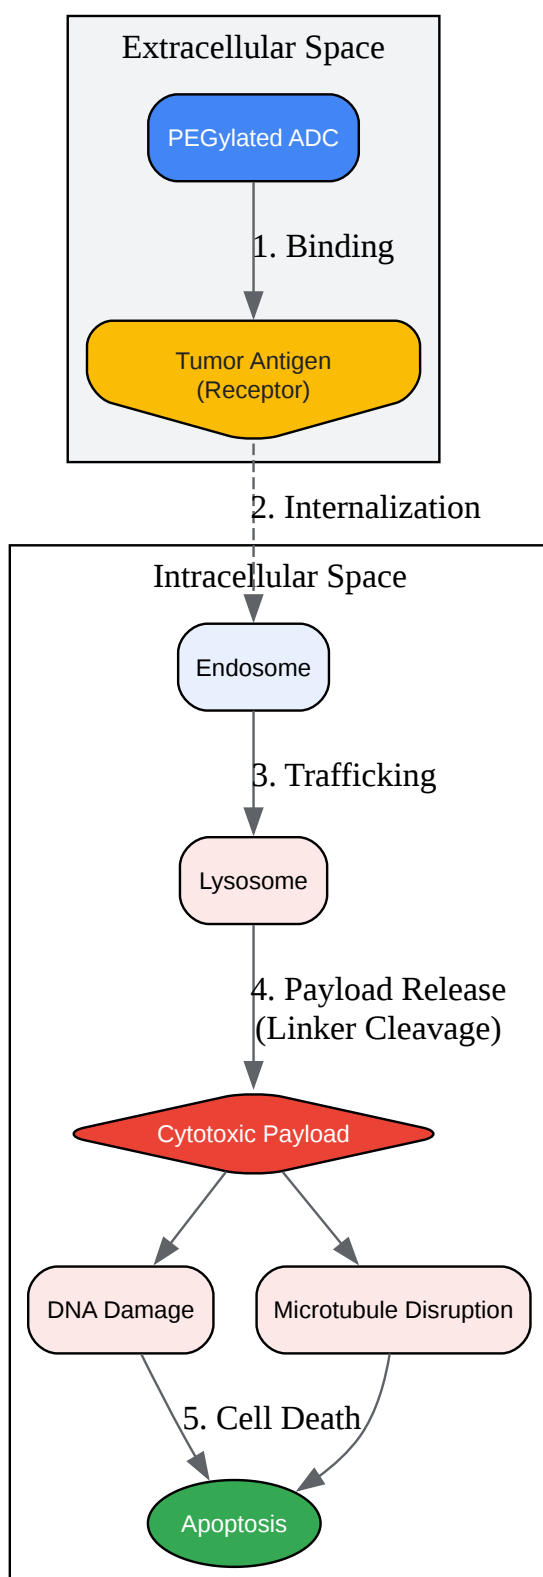 Extracellular Space
PEGylated ADC
1. Binding
Tumor Antigen
(Receptor)
2. Internalization
Intracellular Space
Endosome
3. Trafficking
Lysosome
4. Payload Release
(Linker Cleavage)
Cytotoxic Payload
DNA Damage
Microtubule Disruption
5. Cell Death
Apoptosis